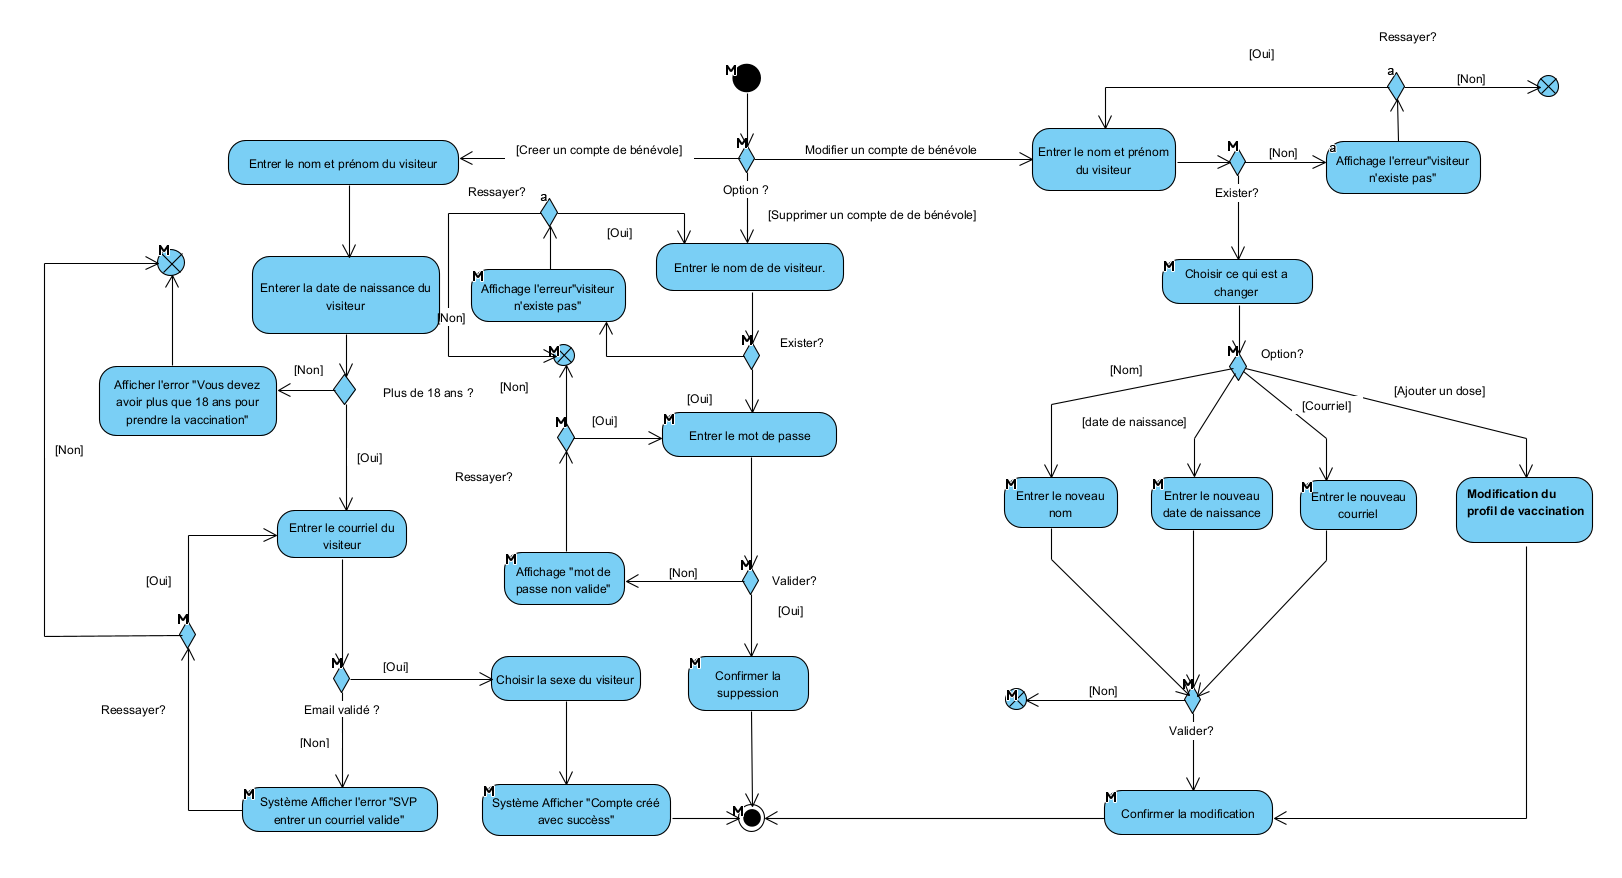 Ressayer?
[Oui]
[Non]
M
a
M
[Creer un compte de bénévole]
Modifier un compte de bénévole
Option ?
[Supprimer un compte de de bénévole]
Entrer le nom et prénom du visiteur
Enterer la date de naissance du
visiteur
M
[Non]
Plus de 18 ans ?
Afficher l'error "Vous devez
avoir plus que 18 ans pour
prendre la vaccination"
[Non]
[Oui]
Entrer le courriel du
visiteur
[Oui]
M
Reessayer?
M
[Oui]
Email validé ?
[Non]
M
Système Afficher l'error "SVP
entrer un courriel valide"
Choisir la sexe du visiteur
M
Système Afficher "Compte créé
avec succèss"
Ressayer?
a
[Oui]
Entrer le nom de de visiteur.
M
Affichage l'erreur"visiteur
n'existe pas"
[Non]
M
Exister?
M
[Non]
[Oui]
M
[Oui]
M
Entrer le mot de passe
Ressayer?
M
Affichage "mot de
passe non valide"
[Non]
M
Valider?
[Oui]
M
Confirmer la
suppession
M
Entrer le nom et prénom
du visiteur
M
[Non]
a
Affichage l'erreur"visiteur
n'existe pas"
Exister?
M
Choisir ce qui est a
changer
M
Option?
[Nom]
[date de naissance]
[Courriel]
[Ajouter un dose]
M
Entrer le noveau
nom
M
Entrer le nouveau
date de naissance
M
Entrer le nouveau
courriel
Modification du
profil de vaccination
M
[Non]
M
Valider?
M
Confirmer la modification